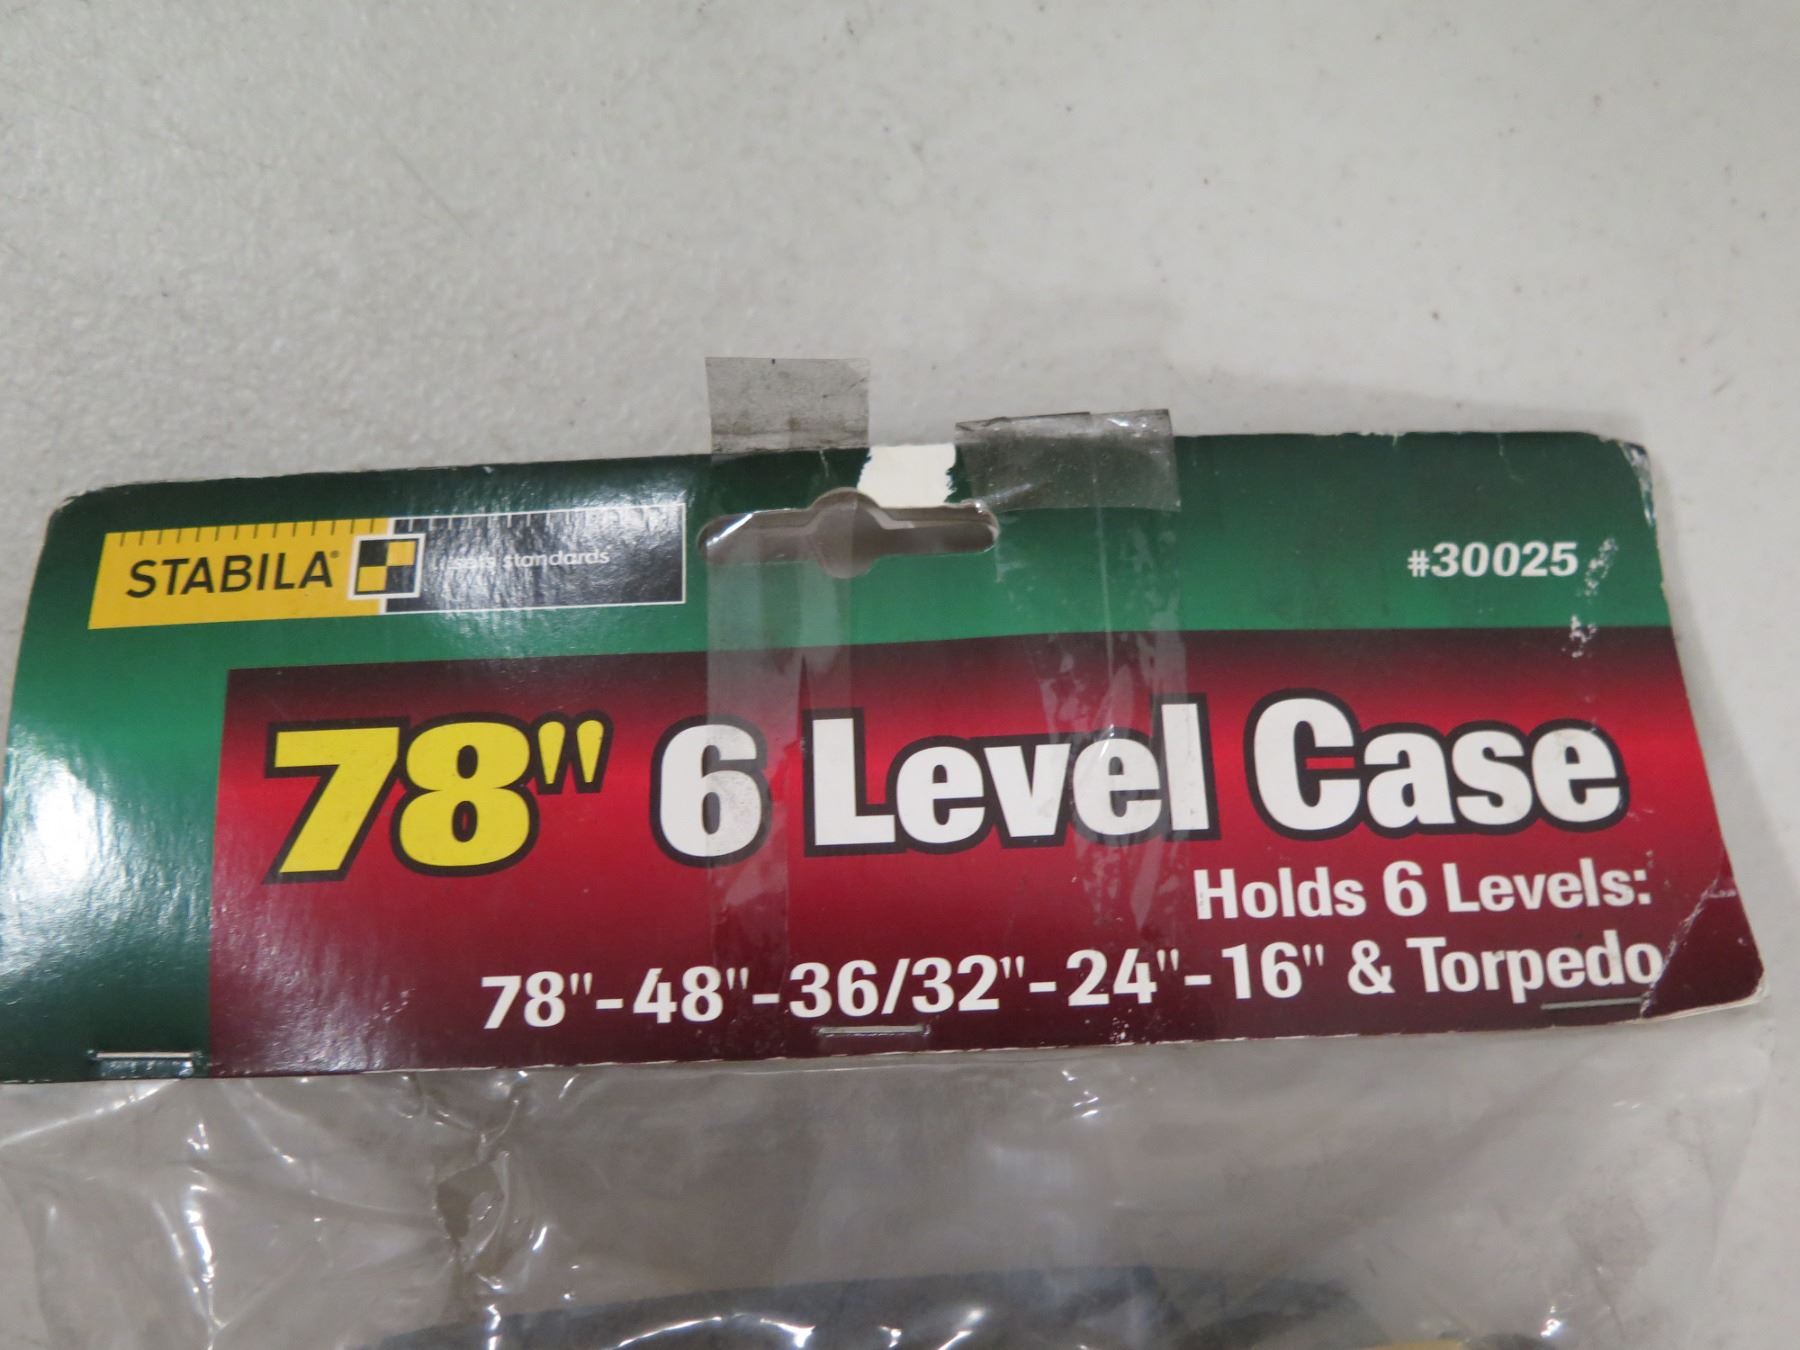 STABILA® ...sets standards
#30025
78" 6 Level Case
Holds 6 Levels:
78"-48"-36/32"-24"-16" & Torpedo